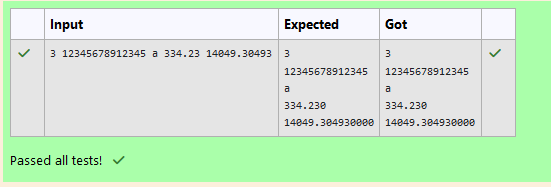 Input Expected Got
3 12345678912345 a 334.23 14049.30493 3 3
12345678912345 12345678912345
a a
334.230 334.230
14049.304930000 14049.304930000
Passed all tests!